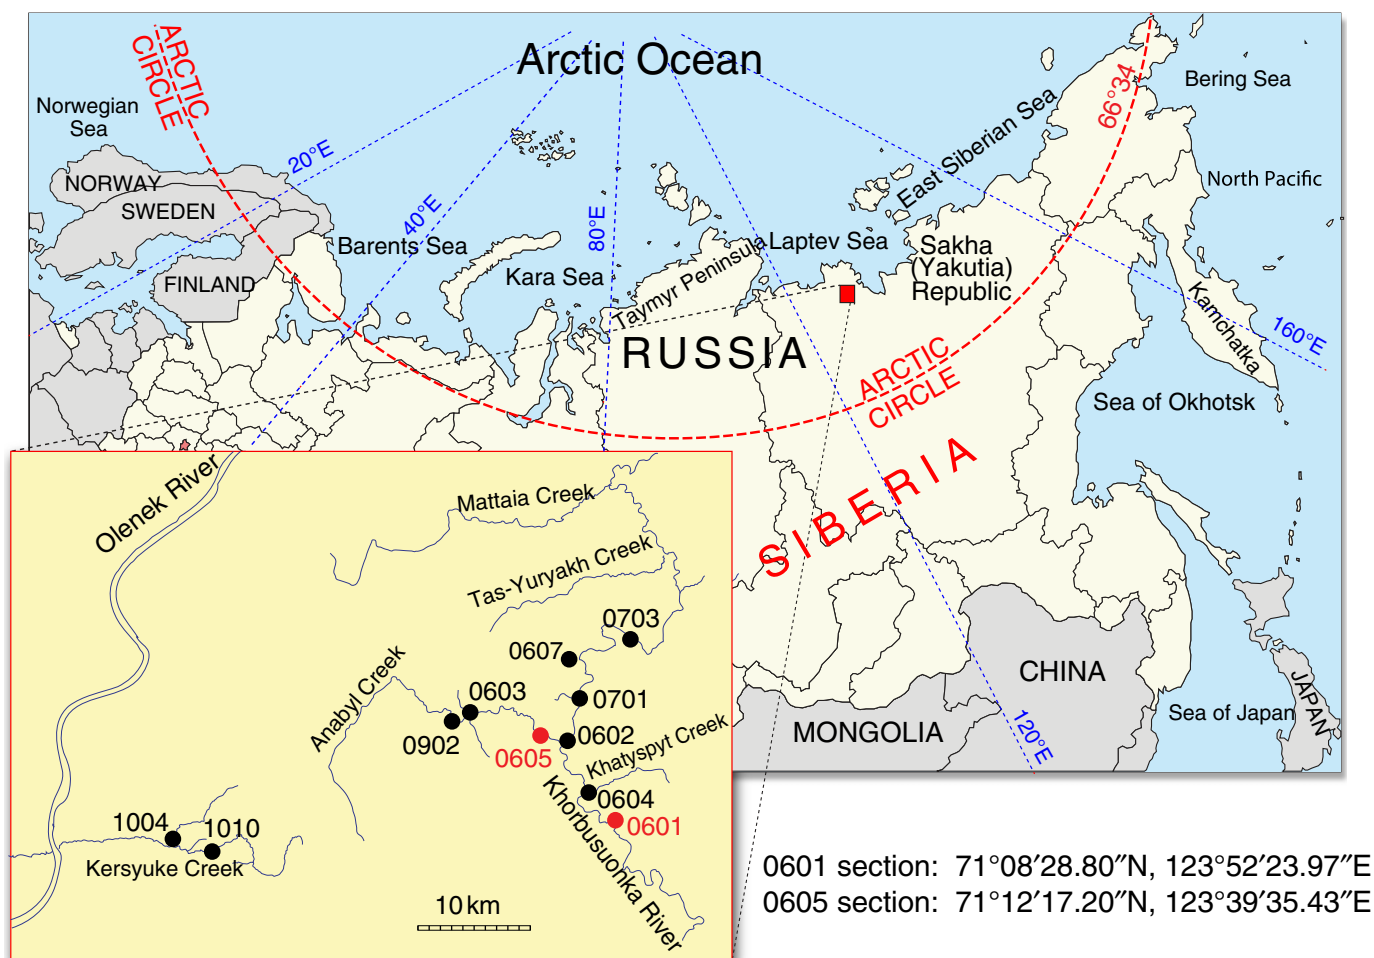 Arctic Ocean
ARCTIC
CIRCLE
66°34
Bering Sea
Norwegian
Sea
20°E
East Siberian Sea
NORWAY
North Pacific
SWEDEN
40°E
80°E
Barents Sea
Laptev Sea
Sakha
(Yakutia)
Republic
Kara Sea
Taymyr Peninsula
FINLAND
Kamchatka
160°E
RUSSIA
ARCTIC
CIRCLE
Sea of Okhotsk
SIBERIA
CHINA
JAPAN
Sea of Japan
MONGOLIA
120°E
Olenek River
Mattaia Creek
Tas-Yuryakh Creek
0703
0607
Anabyl Creek
0603
0701
0902
0602
0605
Khatyspyt Creek
0604
0601
Khorbusuonka River
1004
1010
Kersyuke Creek
10 km
0601 section: 71°08′28.80″N, 123°52′23.97″E
0605 section: 71°12′17.20″N, 123°39′35.43″E